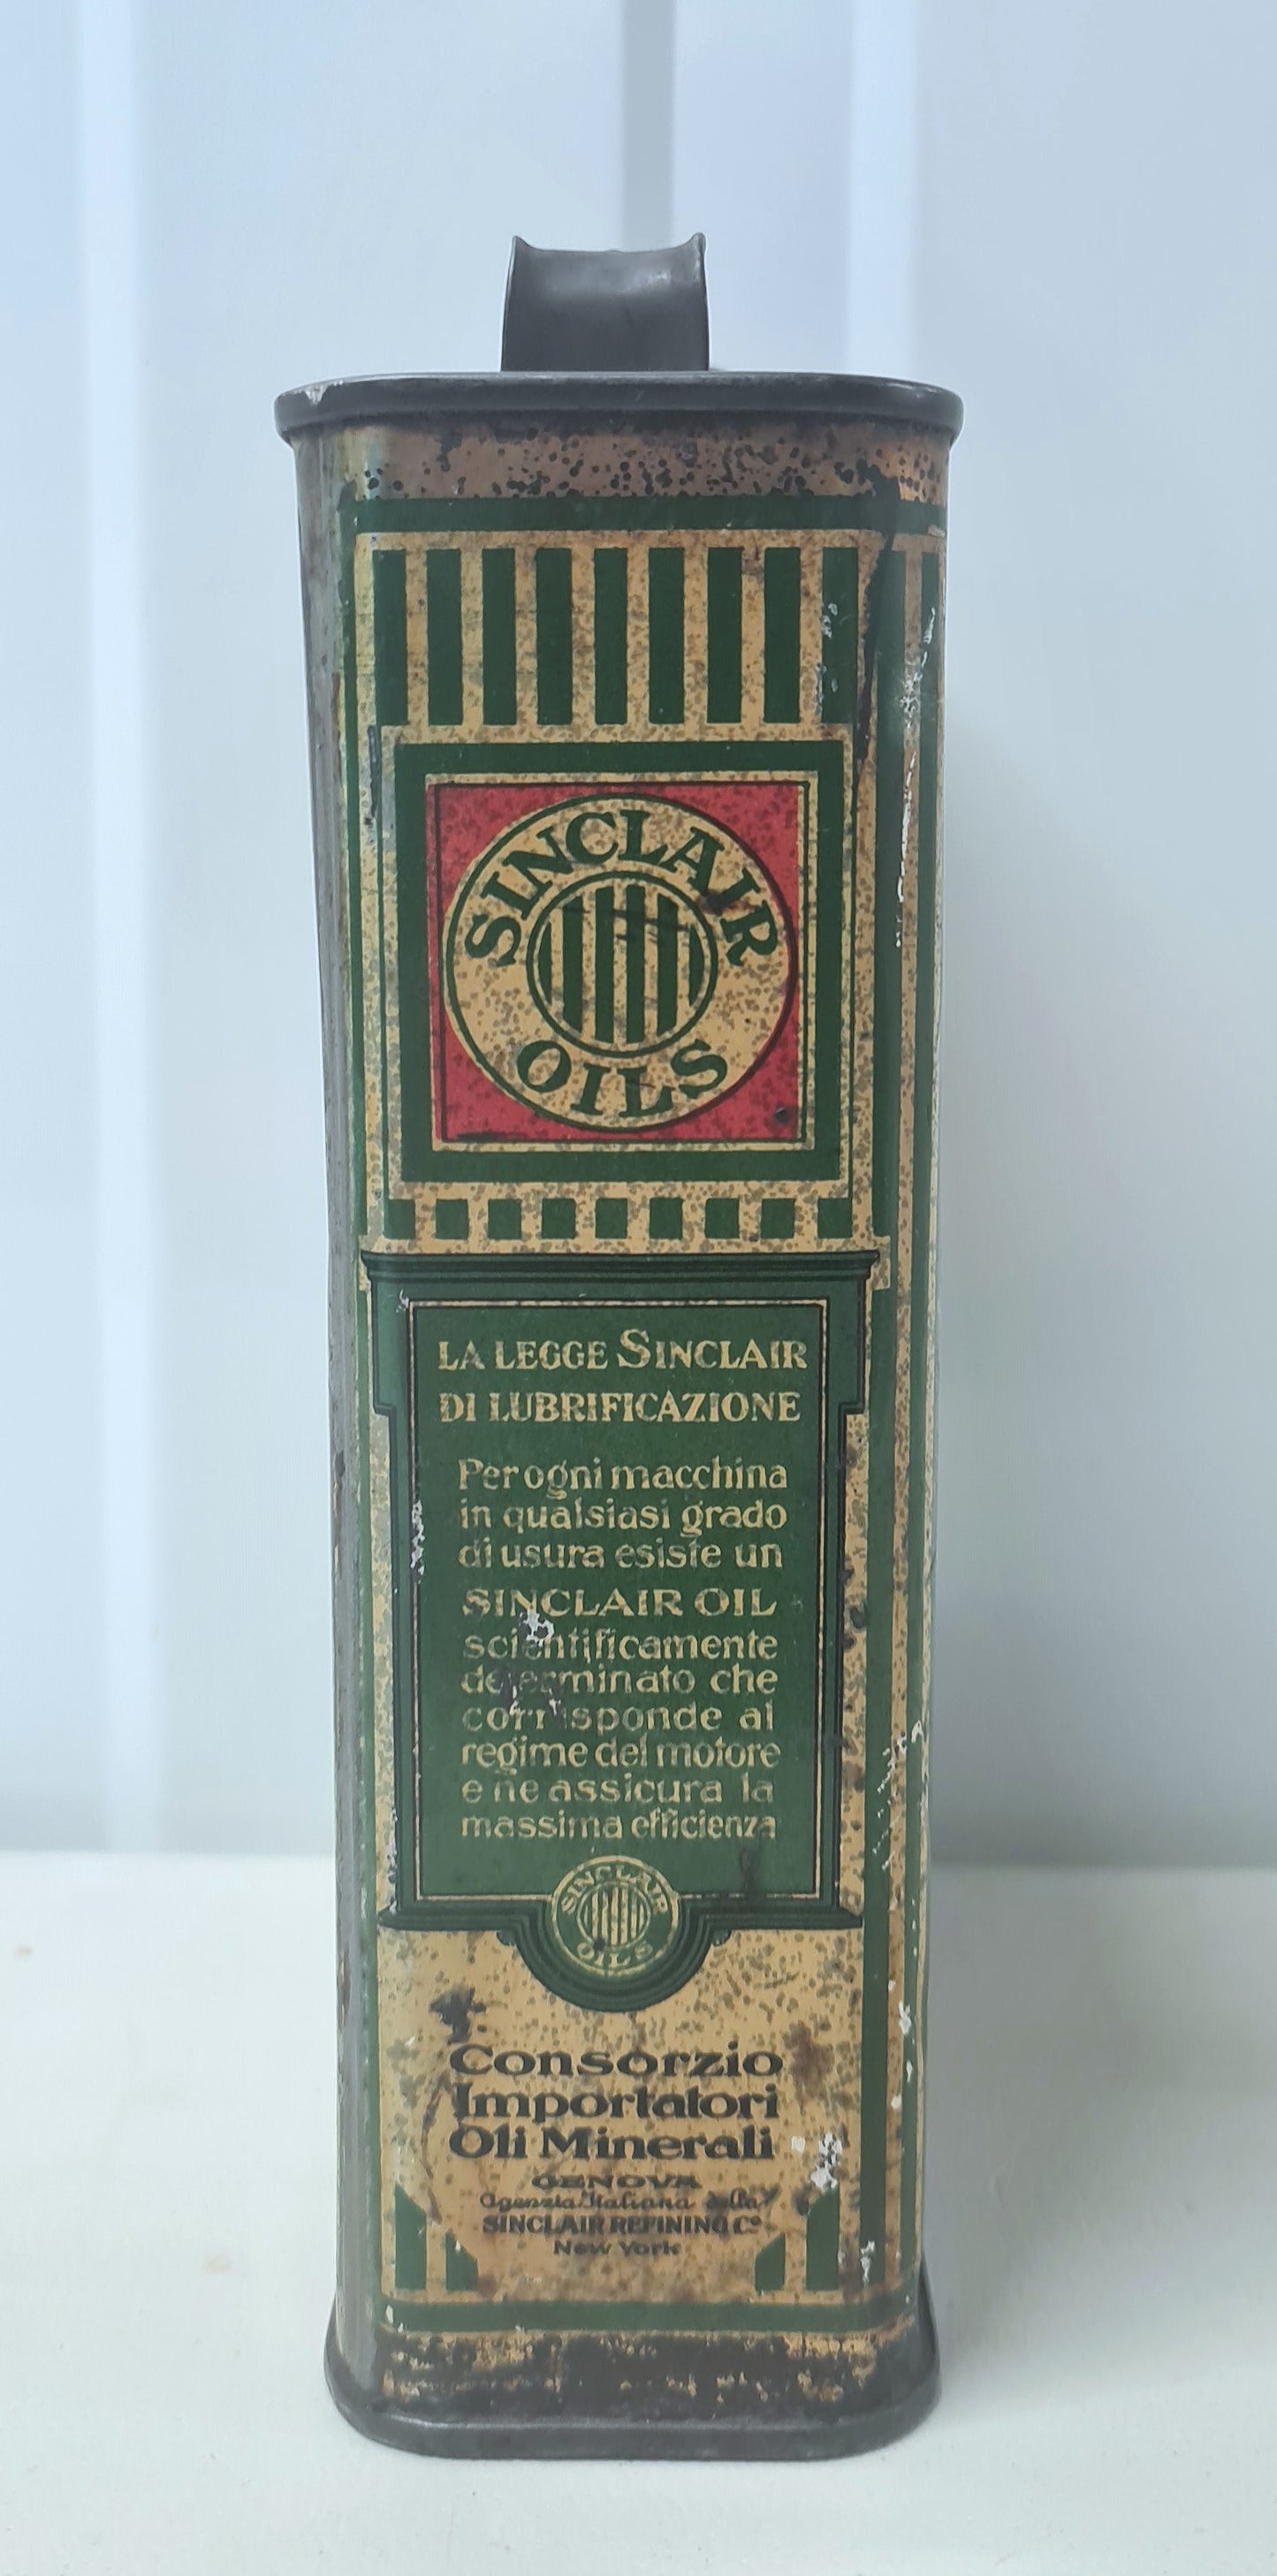 SINCLAIR
OILS
LA LEGGE SINCLAIR
DI LUBRIFICAZIONE
Per ogni macchina
in qualsiasi grado
di usura esiste un
SINCLAIR OIL
scientificamente
determinato che
corrisponde al
regime del motore
e ne assicura la
massima efficienza
SINCLAIR
OILS
Consorzio
Importatori
Oli Minerali
GENOVA
Agenzia Italiana della
SINCLAIR REFINING Co
New York